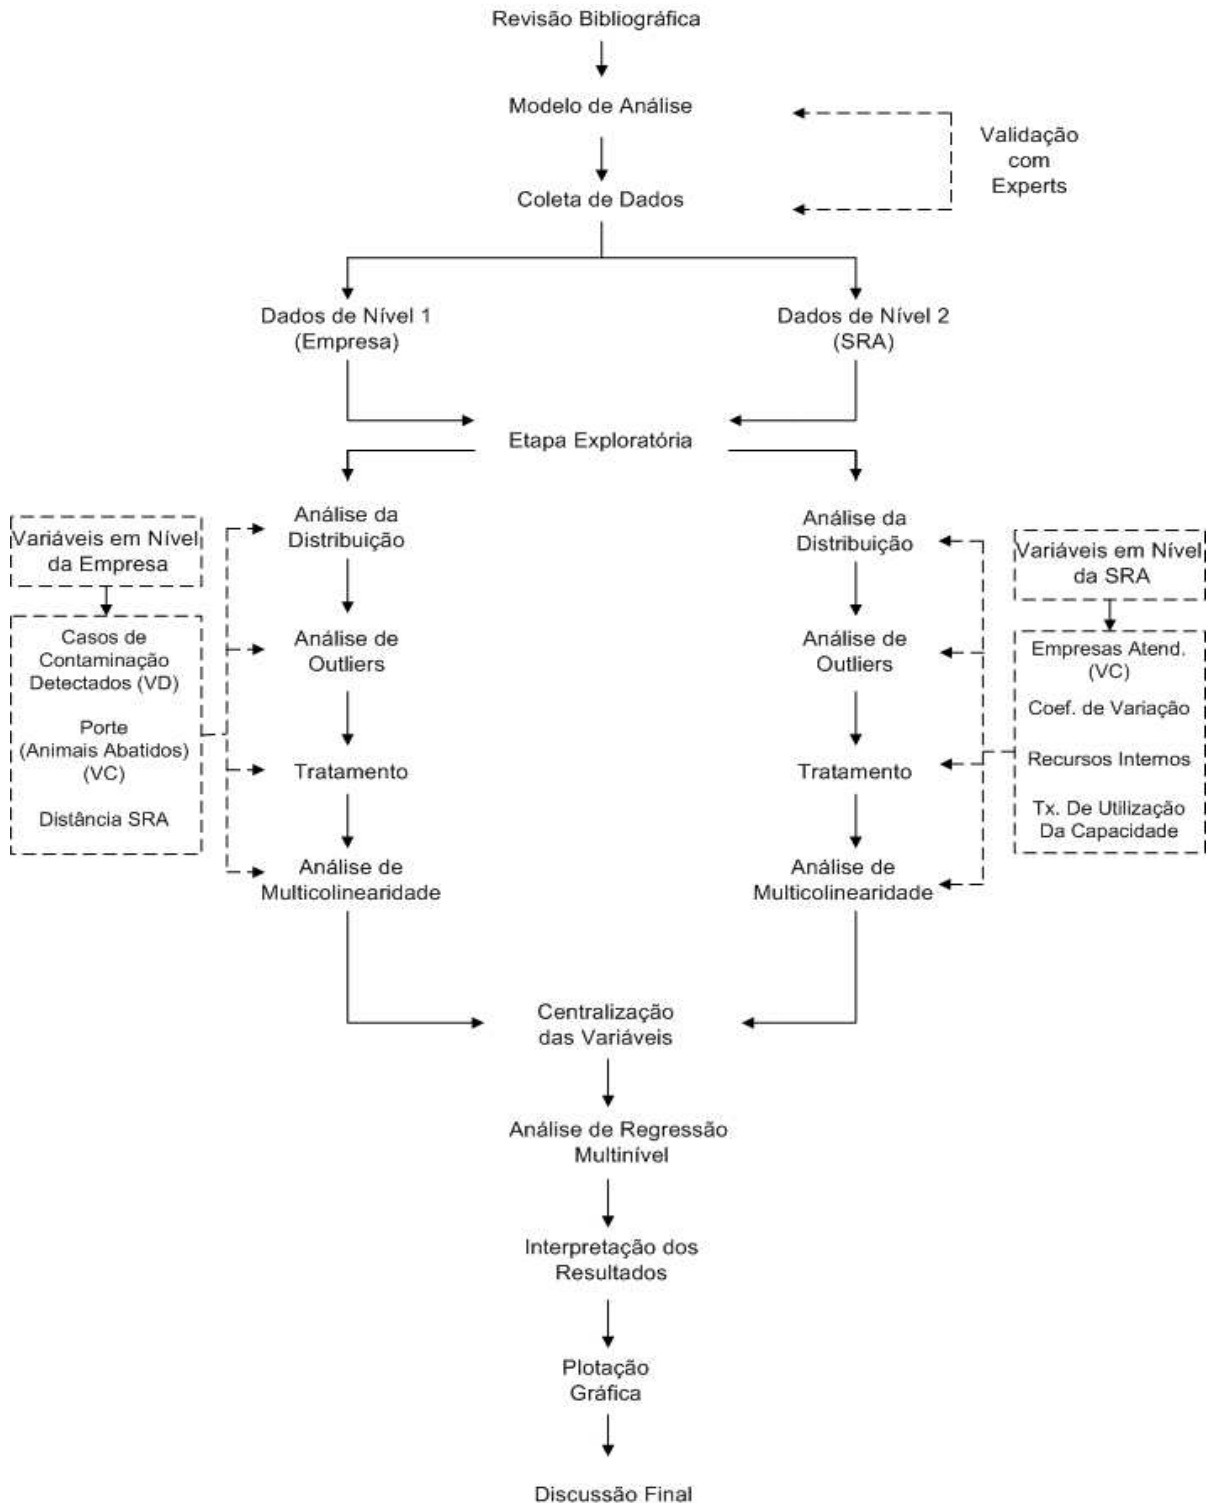 Revisão Bibliográfica
Modelo de Análise
Validação
com
Experts
Coleta de Dados
Dados de Nível 1
(Empresa)
Dados de Nível 2
(SRA)
Etapa Exploratória
Variáveis em Nível
da Empresa
Casos de
Contaminação
Detectados (VD)
Porte
(Animais Abatidos)
(VC)
Distância SRA
Análise da
Distribuição
Análise de
Outliers
Tratamento
Análise de
Multicolinearidade
Análise da
Distribuição
Análise de
Outliers
Tratamento
Análise de
Multicolinearidade
Variáveis em Nível
da SRA
Empresas Atend.
(VC)
Coef. de Variação
Recursos Internos
Tx. De Utilização
Da Capacidade
Centralização
das Variáveis
Análise de Regressão
Multinível
Interpretação dos
Resultados
Plotação
Gráfica
Discussão Final